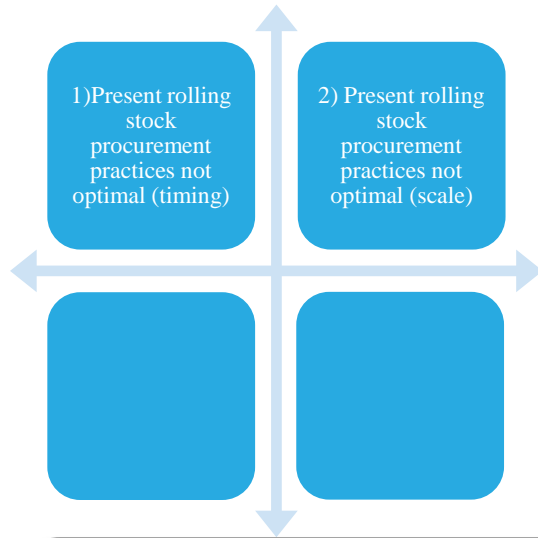 1)Present rolling
stock
procurement
practices not
optimal (timing)
2) Present rolling
stock
procurement
practices not
optimal (scale)